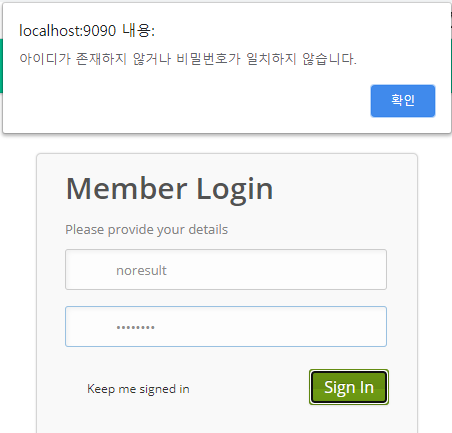 localhost:9090 내용:
아이디가 존재하지 않거나 비밀번호가 일치하지 않습니다.
확인
Member Login
Please provide your details
noresult
••••••••
Keep me signed in
Sign In